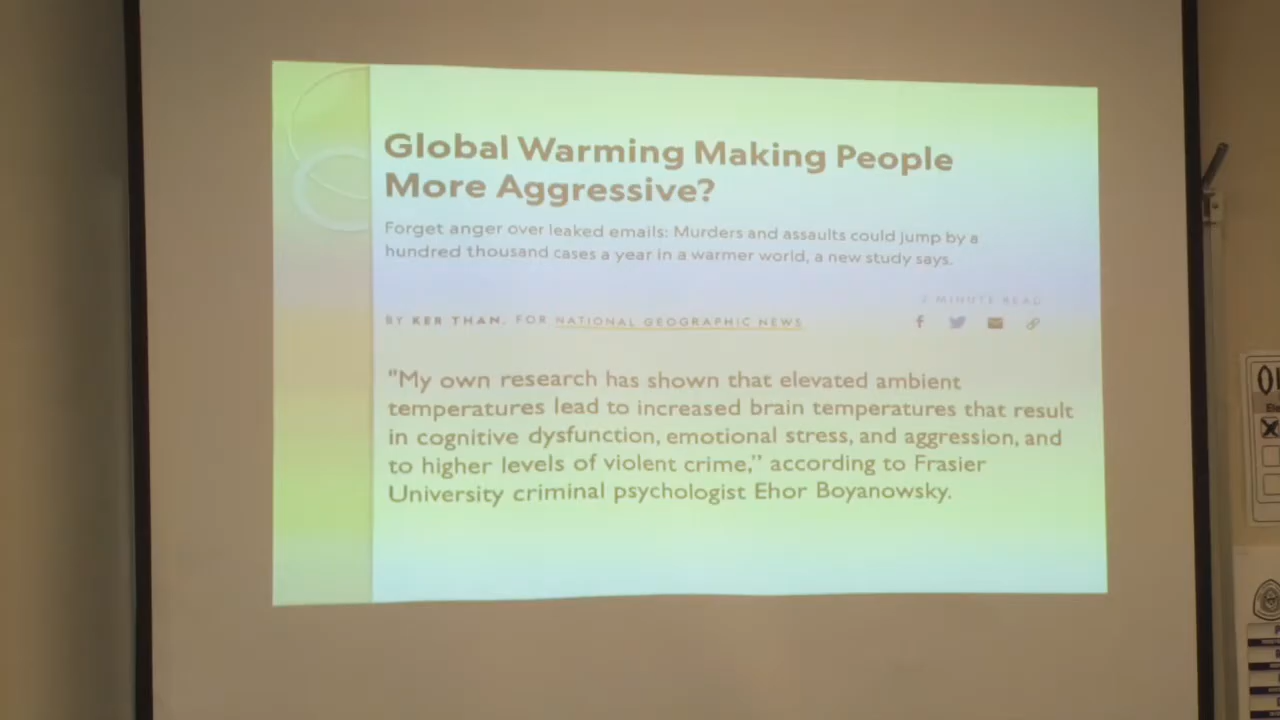 Global Warming Making People
More Aggressive?
Forget anger over leaked emails: Murders and assaults could jump by a
hundred thousand cases a year in a warmer world, a new study says.
2 MINUTE READ
BY KER THAN, FOR NATIONAL GEOGRAPHIC NEWS
"My own research has shown that elevated ambient
temperatures lead to increased brain temperatures that result
in cognitive dysfunction, emotional stress, and aggression, and
to higher levels of violent crime," according to Frasier
University criminal psychologist Ehor Boyanowsky.